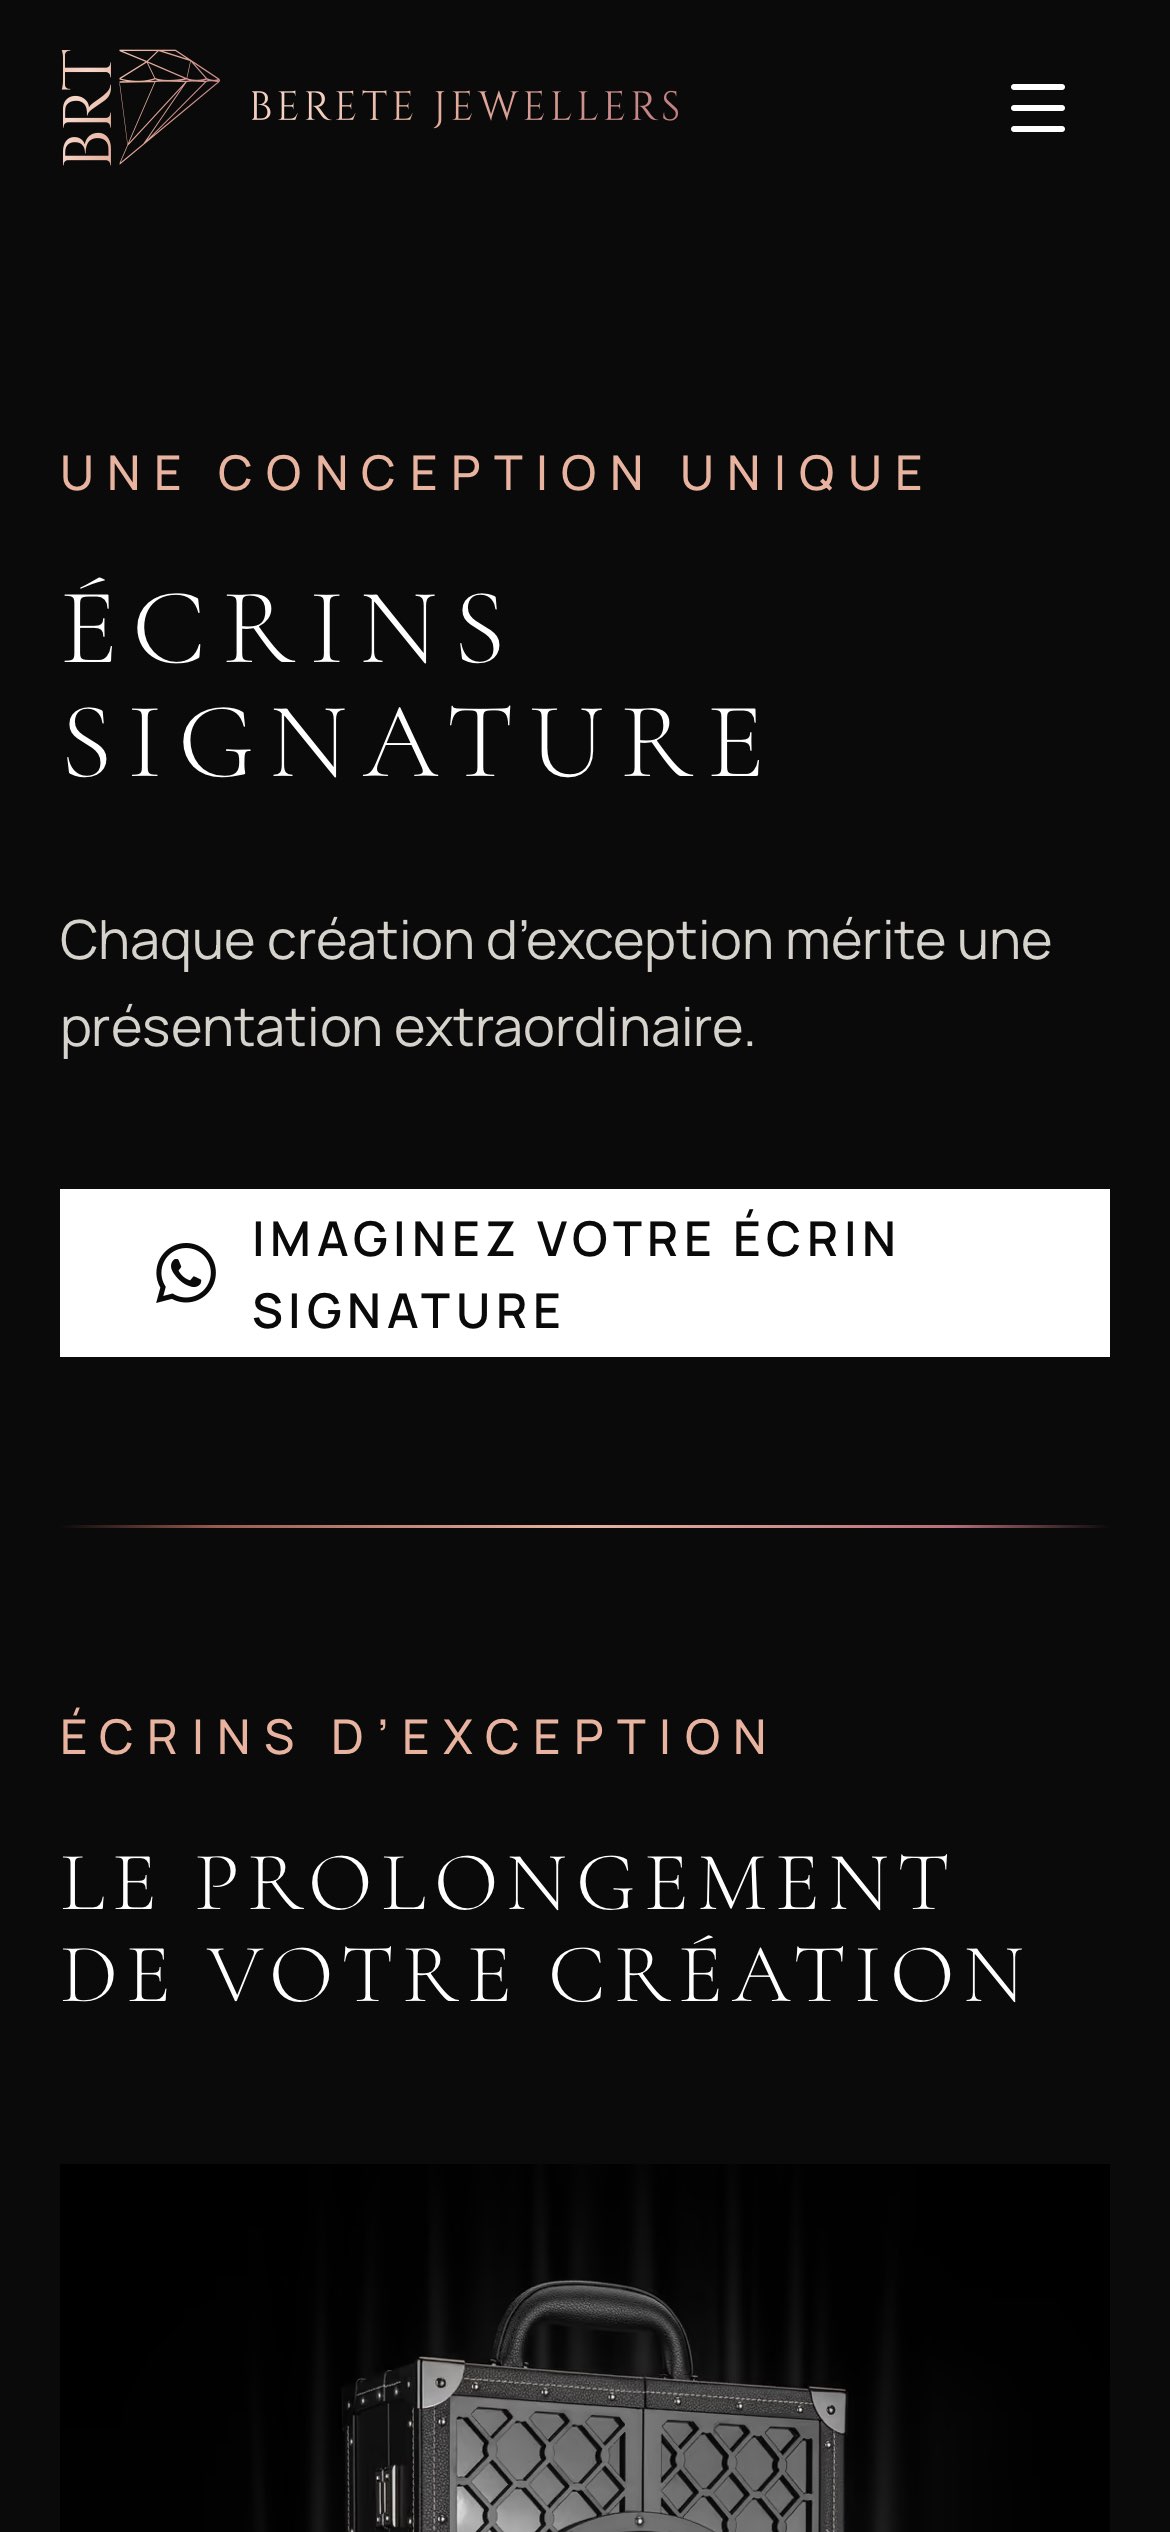 BRT
BERETE JEWELLERS
UNE CONCEPTION UNIQUE
ÉCRINS
SIGNATURE
Chaque création d’exception mérite une
présentation extraordinaire.
IMAGINEZ VOTRE ÉCRIN
SIGNATURE
ÉCRINS D’EXCEPTION
LE PROLONGEMENT
DE VOTRE CRÉATION